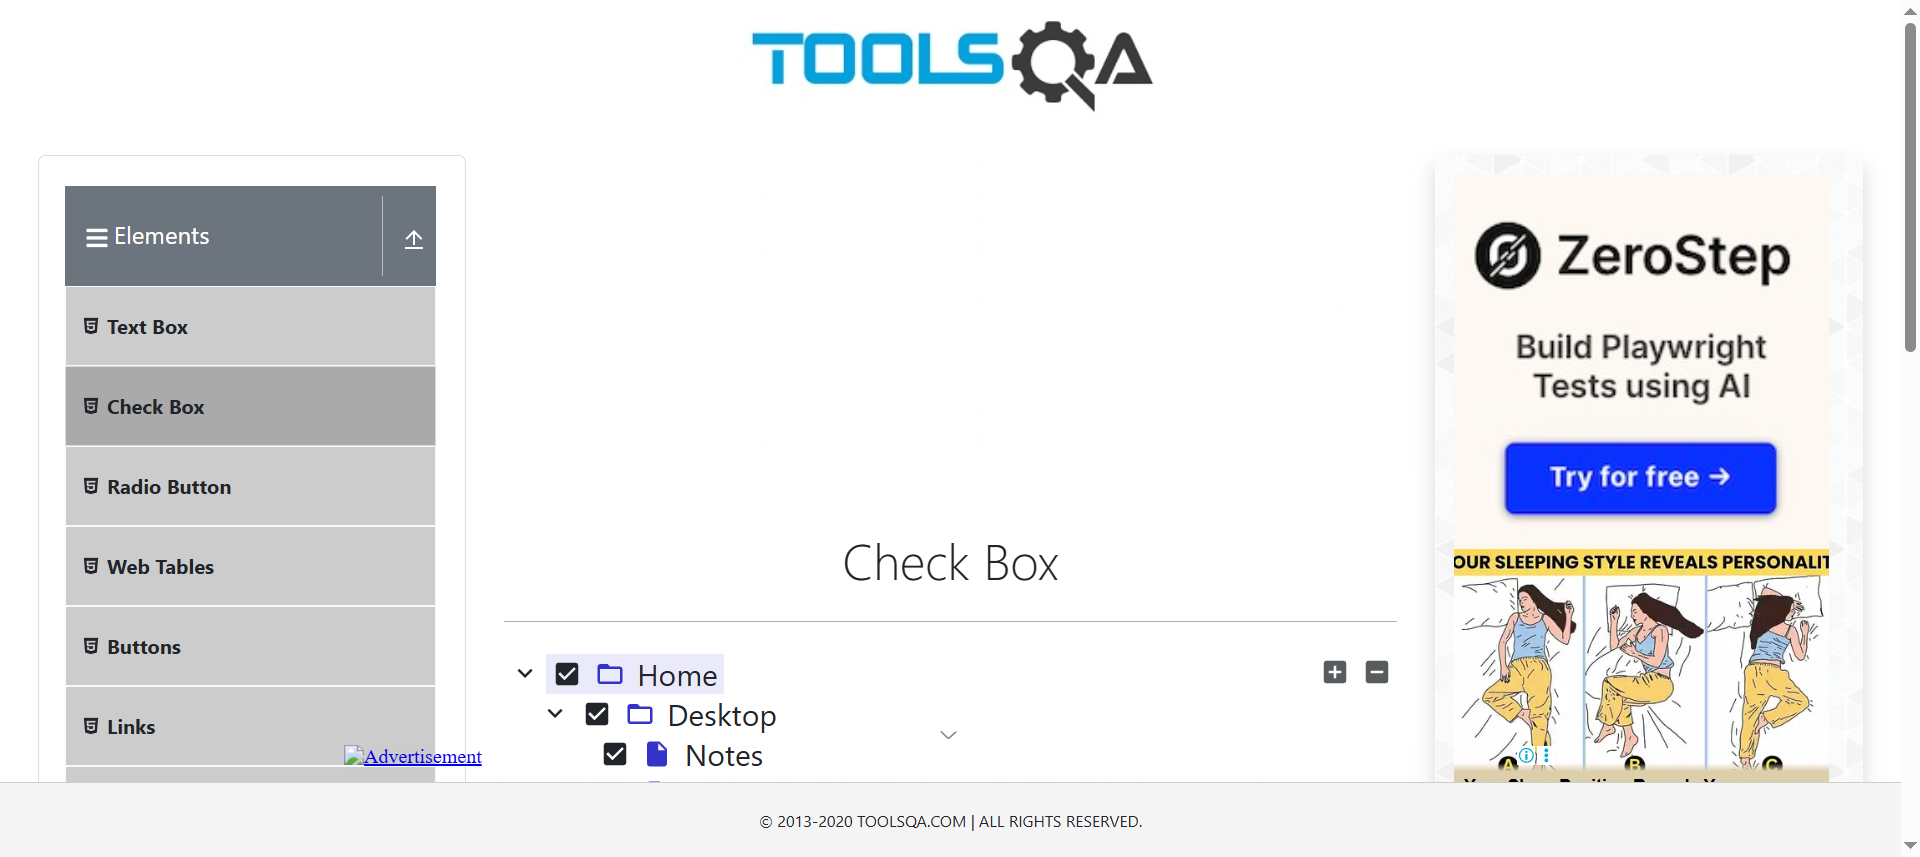 TOOLSQA
Elements
Text Box
Check Box
Radio Button
Web Tables
Buttons
Links
Advertisement
Check Box
Home
Desktop
Notes
ZeroStep
Build Playwright
Tests using AI
Try for free →
OUR SLEEPING STYLE REVEALS PERSONALIT
A B C
© 2013-2020 TOOLSQA.COM | ALL RIGHTS RESERVED.